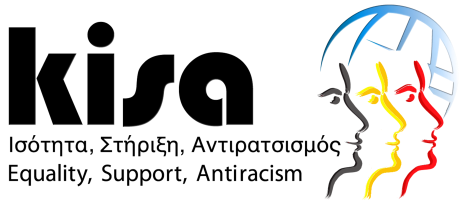 kisa
Ισότητα, Στήριξη, Αντιρατσισμός
Equality, Support, Antiracism